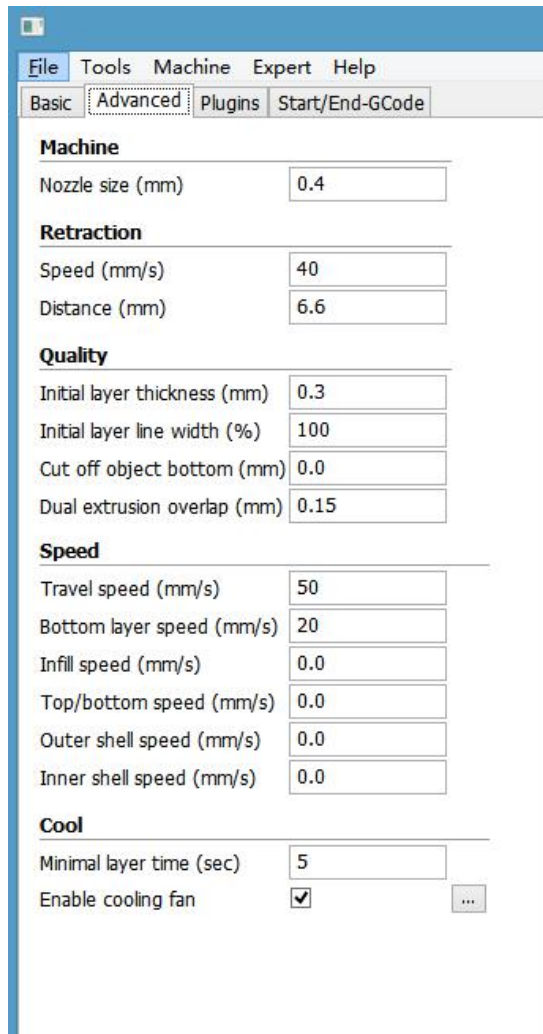 File Tools Machine Expert Help
Basic Advanced Plugins Start/End-GCode
Machine
Nozzle size (mm) 0.4
Retraction
Speed (mm/s) 40
Distance (mm) 6.6
Quality
Initial layer thickness (mm) 0.3
Initial layer line width (%) 100
Cut off object bottom (mm) 0.0
Dual extrusion overlap (mm) 0.15
Speed
Travel speed (mm/s) 50
Bottom layer speed (mm/s) 20
Infill speed (mm/s) 0.0
Top/bottom speed (mm/s) 0.0
Outer shell speed (mm/s) 0.0
Inner shell speed (mm/s) 0.0
Cool
Minimal layer time (sec) 5
Enable cooling fan ...